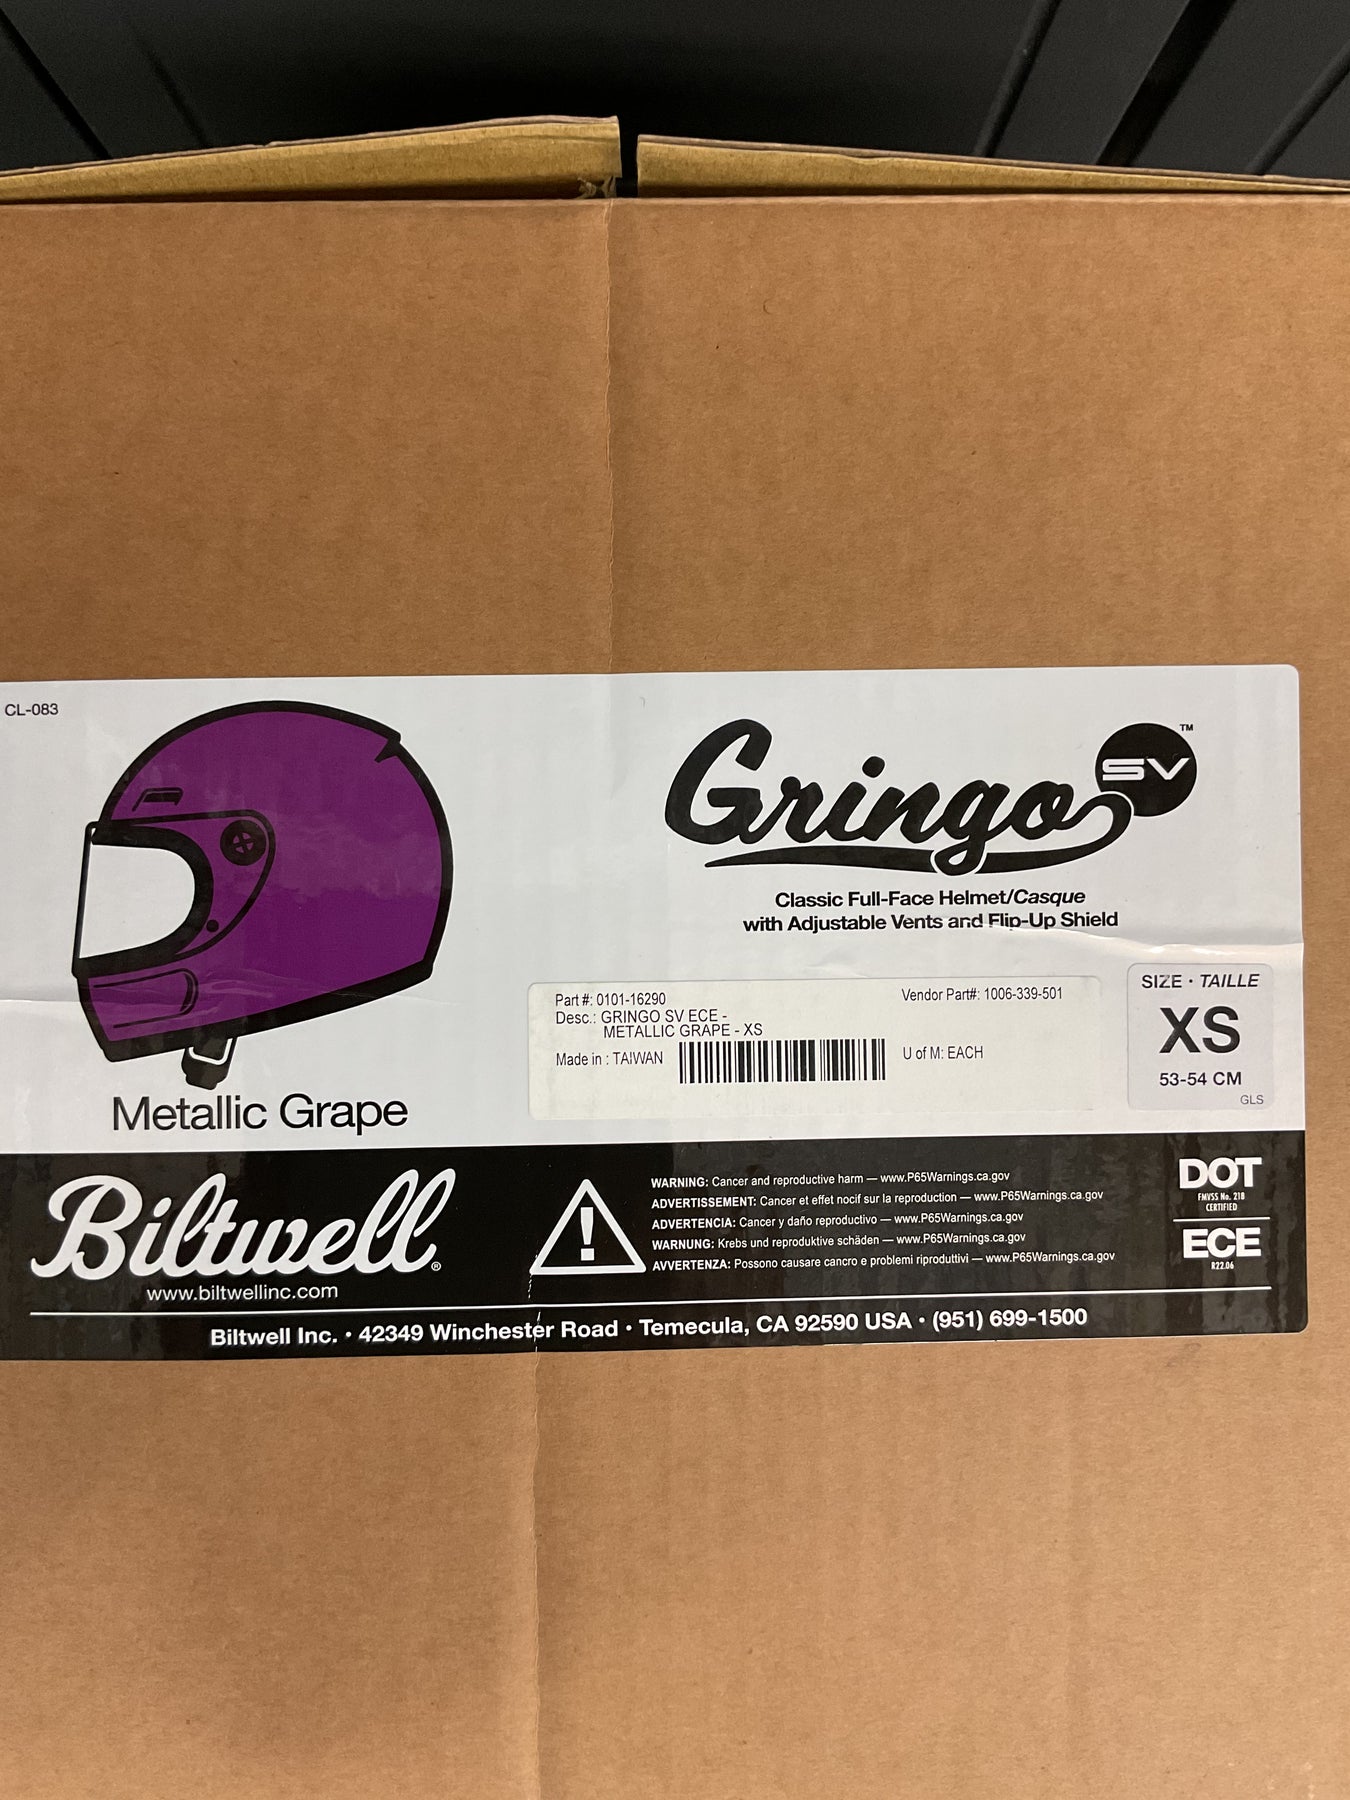 CL-083
Gringo SV™
Classic Full-Face Helmet/Casque
with Adjustable Vents and Flip-Up Shield
Part #: 0101-16290
Vendor Part#: 1006-339-501
Desc.: GRINGO SV ECE -
METALLIC GRAPE - XS
Made in : TAIWAN
U of M: EACH
SIZE · TAILLE
XS
53-54 CM
GLS
Metallic Grape
Biltwell®
www.biltwellinc.com
!
WARNING: Cancer and reproductive harm — www.P65Warnings.ca.gov
ADVERTISSEMENT: Cancer et effet nocif sur la reproduction — www.P65Warnings.ca.gov
ADVERTENCIA: Cancer y daño reproductivo — www.P65Warnings.ca.gov
WARNUNG: Krebs und reproduktive schäden — www.P65Warnings.ca.gov
AVVERTENZA: Possono causare cancro e problemi riproduttivi — www.P65Warnings.ca.gov
DOT
FMVSS No. 218
CERTIFIED
ECE
R22.06
Biltwell Inc. • 42349 Winchester Road • Temecula, CA 92590 USA • (951) 699-1500